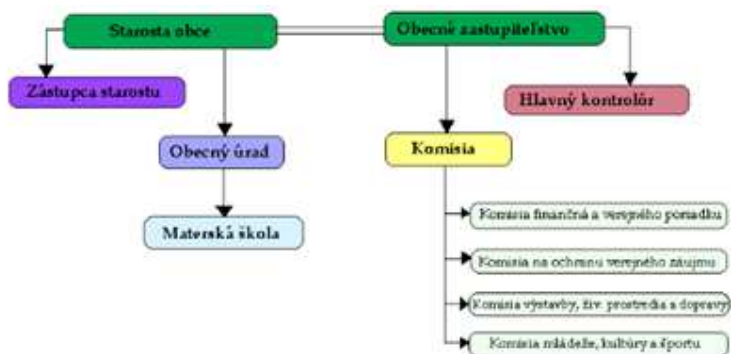 Starosta obce
Obecné zastupiteľstvo
Zástupca starostu
Hlavný kontrolór
Obecný úrad
Komisia
Materská škola
Komisia finančná a verejného poriadku
Komisia na ochranu verejného záujmu
Komisia výstavby, živ. prostredia a dopravy
Komisia mládeže, kultúry a športu